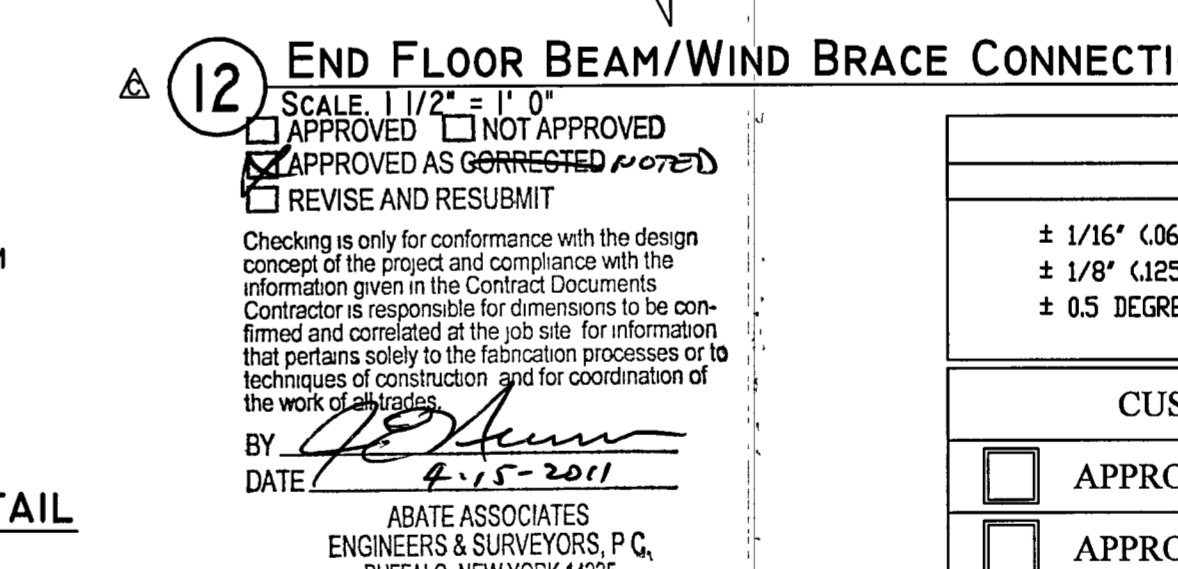 END FLOOR BEAM/WIND BRACE CONNECTI
C
12
SCALE. 1 1/2" = 1' 0"
APPROVED NOT APPROVED
APPROVED AS CORRECTED NOTED
REVISE AND RESUBMIT
Checking is only for conformance with the design
concept of the project and compliance with the
information given in the Contract Documents
Contractor is responsible for dimensions to be con-
firmed and correlated at the job site for information
that pertains solely to the fabrication processes or to
techniques of construction and for coordination of
the work of all trades.
BY
DATE 4-15-2011
ABATE ASSOCIATES
ENGINEERS & SURVEYORS, P C,
BUFFALO, NEW YORK 14225
TAIL
± 1/16" (.06
± 1/8" (.125
± 0.5 DEGRE
CUS
APPRO
APPRO